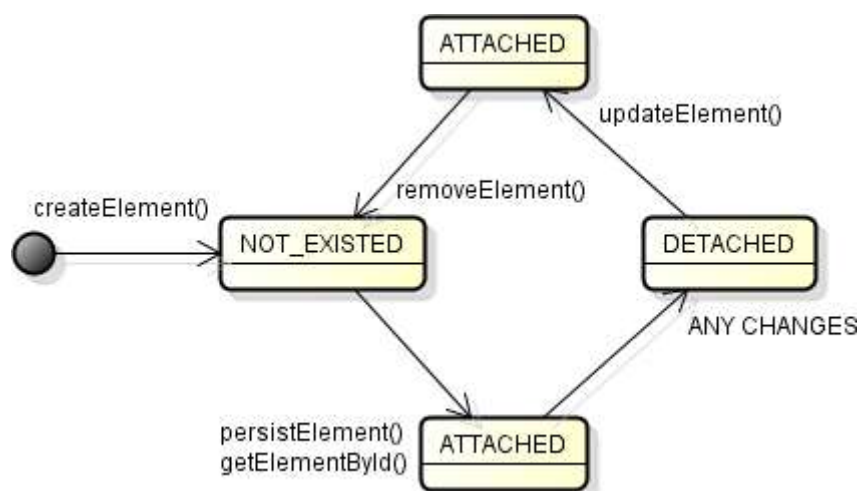 ATTACHED
updateElement()
removeElement()
createElement()
NOT_EXISTED
DETACHED
ANY CHANGES
persistElement()
getElementById()
ATTACHED